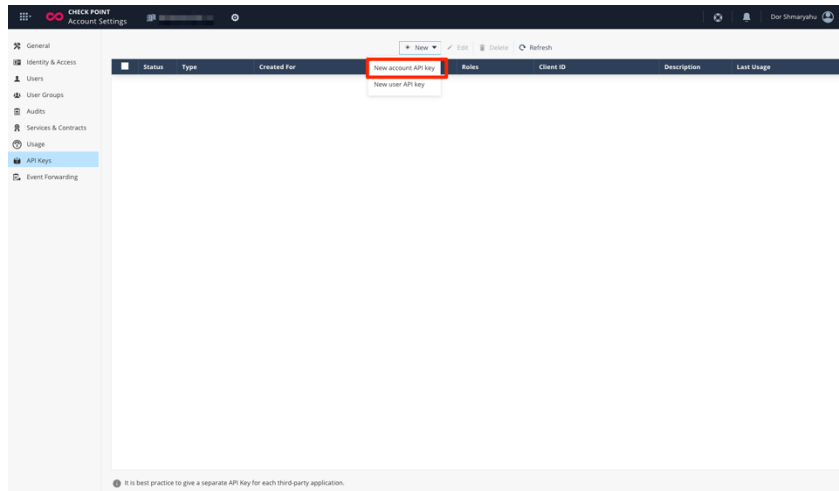 CHECK POINT
Account Settings
Dor Shmaryahu
General
Identity & Access
Users
User Groups
Audits
Services & Contracts
Usage
API Keys
Event Forwarding
New Edit Delete Refresh
Status Type Created For Roles Client ID Description Last Usage
New account API key
New user API key
It is best practice to give a separate API Key for each third-party application.